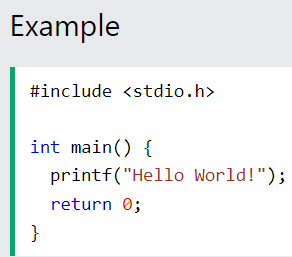 Example
#include <stdio.h>

int main() {
  printf("Hello World!");
  return 0;
}